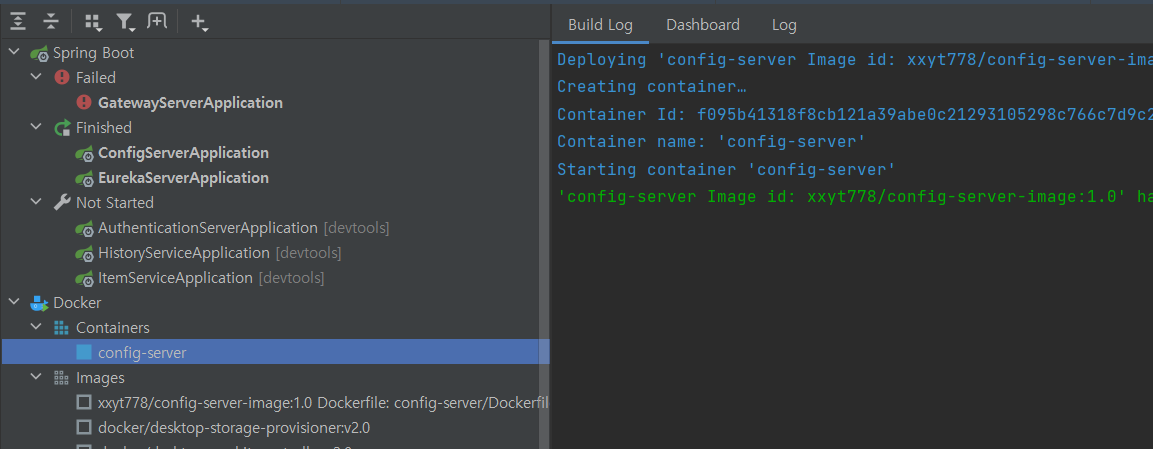 Spring Boot
Failed
GatewayServerApplication
Finished
ConfigServerApplication
EurekaServerApplication
Not Started
AuthenticationServerApplication [devtools]
HistoryServiceApplication [devtools]
ItemServiceApplication [devtools]
Docker
Containers
config-server
Images
xxyt778/config-server-image:1.0 Dockerfile: config-server/Dockerfil
docker/desktop-storage-provisioner:v2.0
Build Log Dashboard Log
Deploying 'config-server Image id: xxyt778/config-server-ima
Creating container…
Container Id: f095b41318f8cb121a39abe0c21293105298c766c7d9c2
Container name: 'config-server'
Starting container 'config-server'
'config-server Image id: xxyt778/config-server-image:1.0' ha